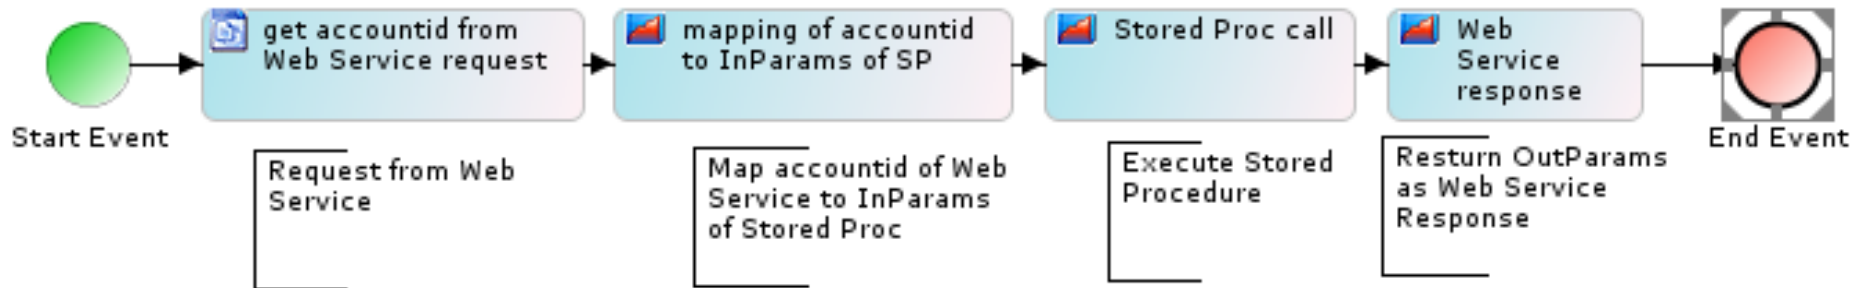 get accountid from
Web Service request
mapping of accountid
to InParams of SP
Stored Proc call
Web
Service
response
Start Event
End Event
Request from Web
Service
Map accountid of Web
Service to InParams
of Stored Proc
Execute Stored
Procedure
Resturn OutParams
as Web Service
Response